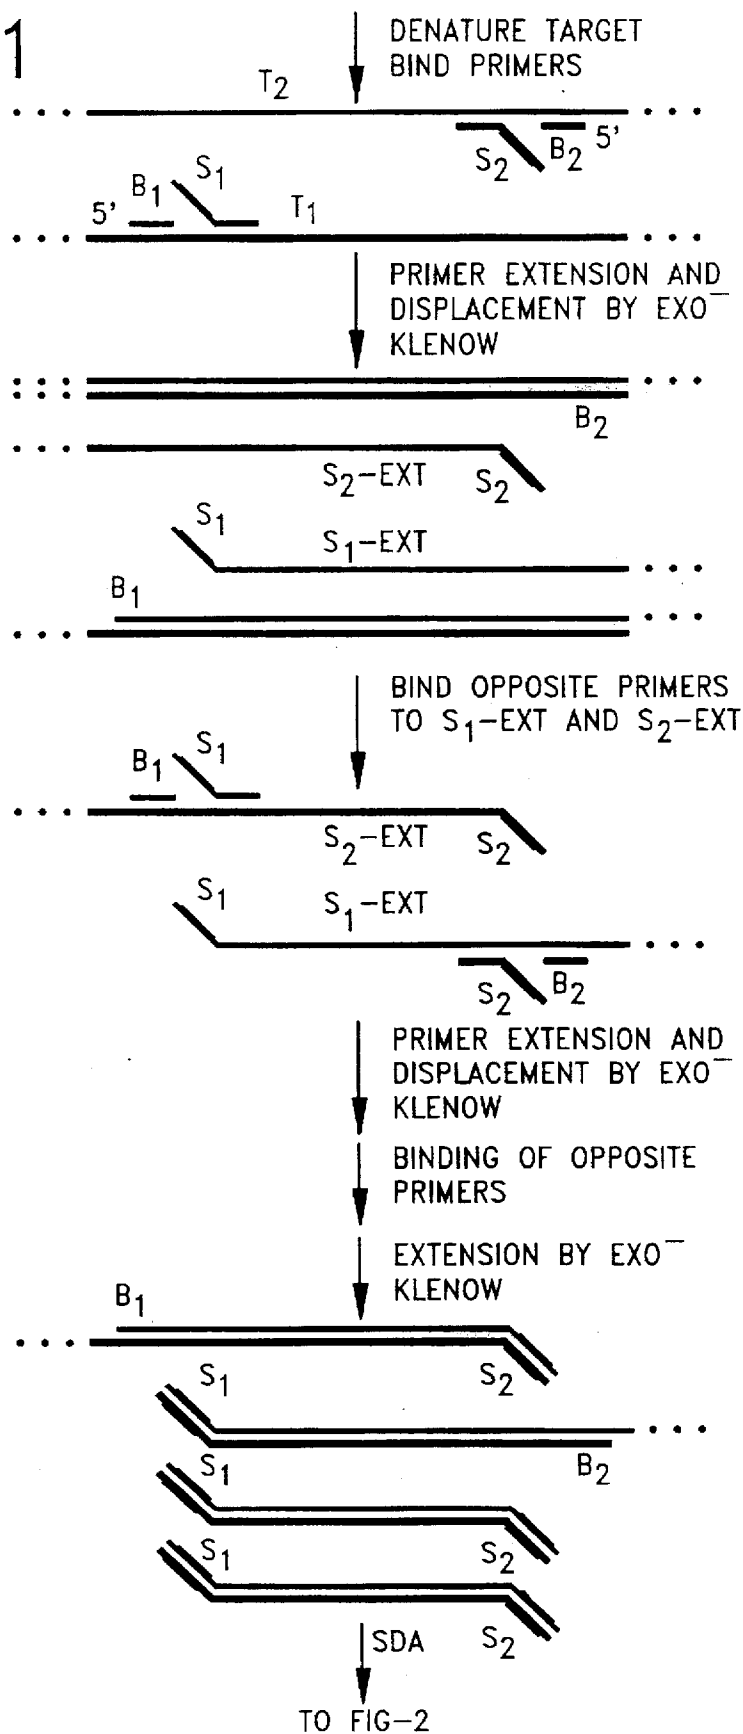 1
DENATURE TARGET
BIND PRIMERS
T2
S2 B2 5'
5' B1 S1 T1
PRIMER EXTENSION AND
DISPLACEMENT BY EXO⁻
KLENOW
B2
S2-EXT S2
S1 S1-EXT
B1
BIND OPPOSITE PRIMERS
TO S1-EXT AND S2-EXT
B1 S1
S2-EXT S2
S1 S1-EXT
S2 B2
PRIMER EXTENSION AND
DISPLACEMENT BY EXO⁻
KLENOW
BINDING OF OPPOSITE
PRIMERS
EXTENSION BY EXO⁻
KLENOW
B1
S1 S2
S1 B2
S1 S2
S2
SDA
TO FIG-2